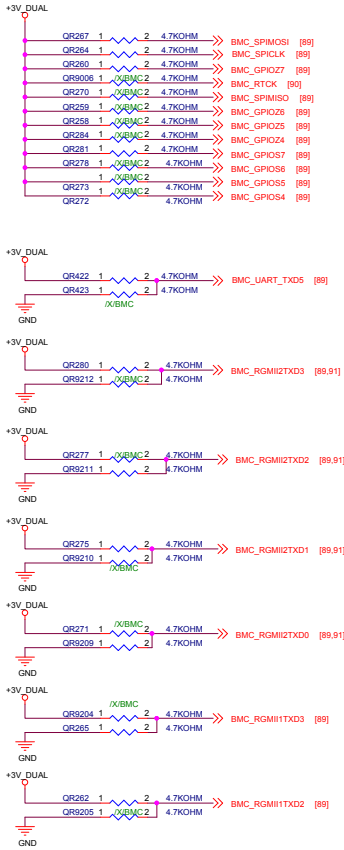 +3V_DUAL
QR267 1 2 4.7KOHM BMC_SPIMOSI [89]
QR264 1 2 4.7KOHM BMC_SPICLK [89]
QR260 1 2 4.7KOHM BMC_GPIOZ7 [89]
QR9006 1 /X/BMC 2 4.7KOHM BMC_RTCK [90]
QR270 1 2 4.7KOHM BMC_SPIMISO [89]
QR259 1 /X/BMC 2 4.7KOHM BMC_GPIOZ6 [89]
QR258 1 /X/BMC 2 4.7KOHM BMC_GPIOZ5 [89]
QR284 1 /X/BMC 2 4.7KOHM BMC_GPIOZ4 [89]
QR281 1 2 4.7KOHM BMC_GPIOS7 [89]
QR278 1 /X/BMC 2 4.7KOHM BMC_GPIOS6 [89]
QR273 1 /X/BMC 2 4.7KOHM BMC_GPIOS5 [89]
QR272 1 /X/BMC 2 4.7KOHM BMC_GPIOS4 [89]
+3V_DUAL
QR422 1 2 4.7KOHM BMC_UART_TXD5 [89]
QR423 1 2 4.7KOHM
/X/BMC
GND
+3V_DUAL
QR280 1 2 4.7KOHM BMC_RGMII2TXD3 [89,91]
QR9212 1 /X/BMC 2 4.7KOHM
GND
+3V_DUAL
QR277 1 /X/BMC 2 4.7KOHM BMC_RGMII2TXD2 [89,91]
QR9211 1 2 4.7KOHM
GND
+3V_DUAL
QR275 1 2 4.7KOHM BMC_RGMII2TXD1 [89,91]
QR9210 1 2 4.7KOHM
/X/BMC
GND
+3V_DUAL
/X/BMC
QR271 1 2 4.7KOHM BMC_RGMII2TXD0 [89,91]
QR9209 1 2 4.7KOHM
GND
+3V_DUAL
/X/BMC
QR9204 1 2 4.7KOHM BMC_RGMII1TXD3 [89]
QR265 1 2 4.7KOHM
GND
+3V_DUAL
QR262 1 2 4.7KOHM BMC_RGMII1TXD2 [89]
QR9205 1 /X/BMC 2 4.7KOHM
GND